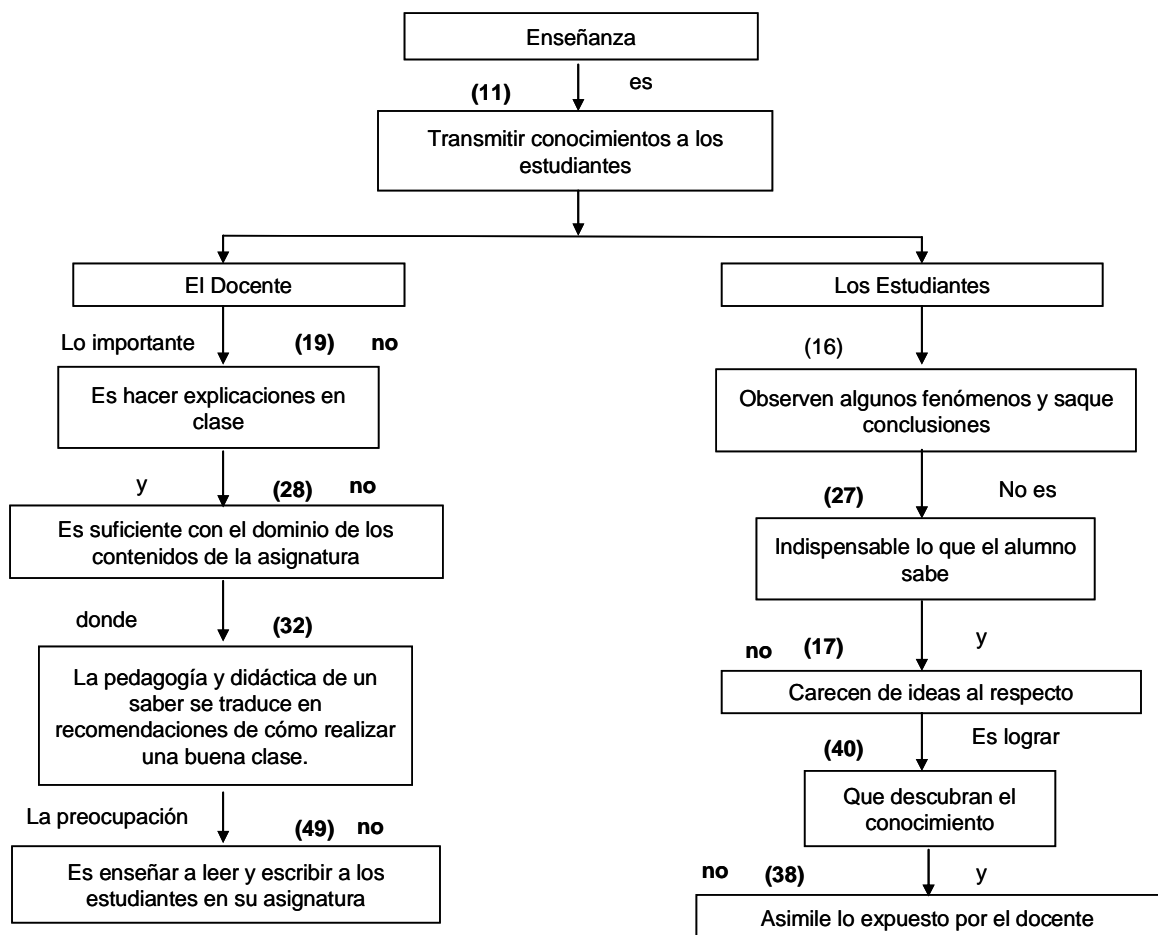 Enseñanza
es
(11)
Transmitir conocimientos a los
estudiantes
El Docente
Lo importante
(19) no
Es hacer explicaciones en
clase
y
(28) no
Es suficiente con el dominio de los
contenidos de la asignatura
donde
(32)
La pedagogía y didáctica de un
saber se traduce en
recomendaciones de cómo realizar
una buena clase.
La preocupación
(49) no
Es enseñar a leer y escribir a los
estudiantes en su asignatura
Los Estudiantes
(16)
Observen algunos fenómenos y saque
conclusiones
(27)
No es
Indispensable lo que el alumno
sabe
no (17)
y
Carecen de ideas al respecto
Es lograr
(40)
Que descubran el
conocimiento
no (38)
y
Asimile lo expuesto por el docente